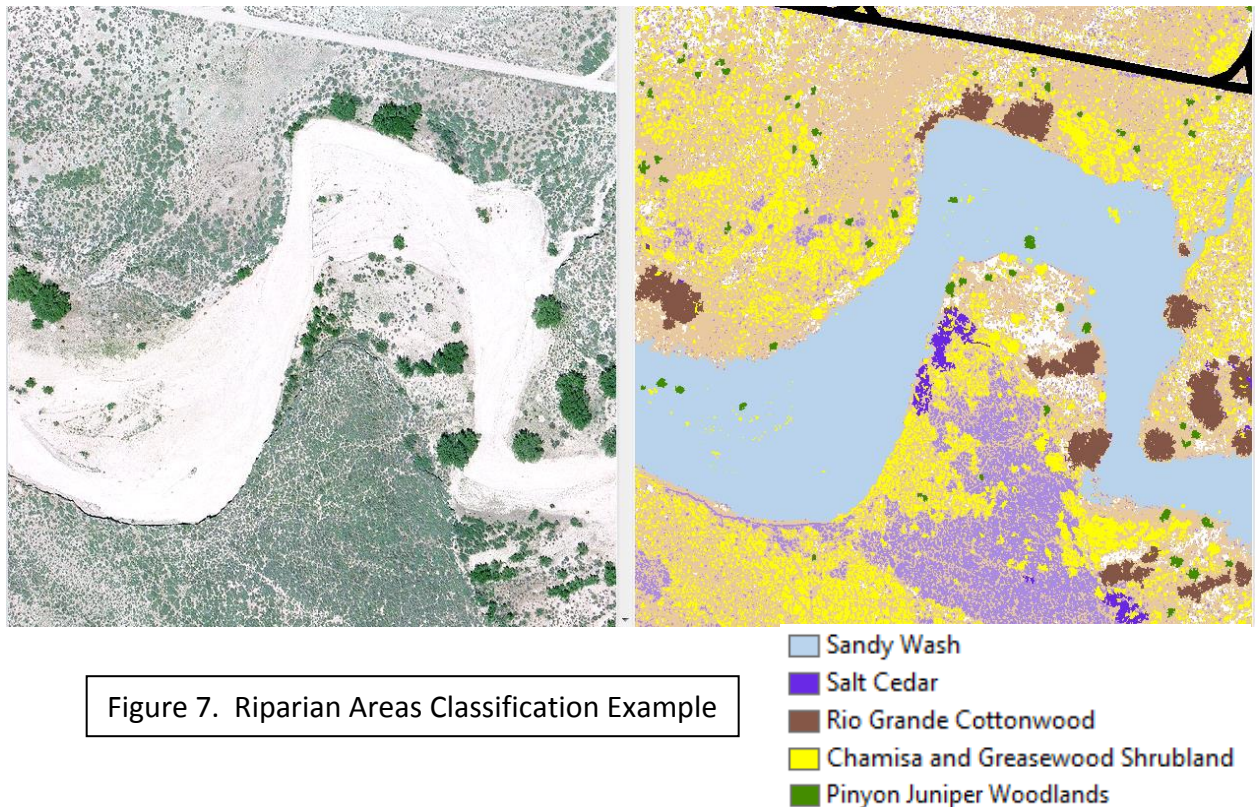 Sandy Wash
Salt Cedar
Figure 7. Riparian Areas Classification Example
Rio Grande Cottonwood
Chamisa and Greasewood Shrubland
Pinyon Juniper Woodlands